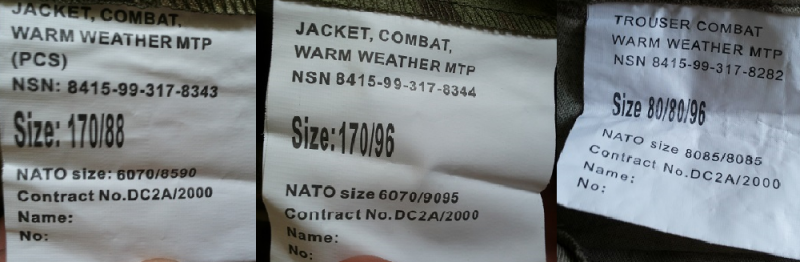 JACKET, COMBAT,
WARM WEATHER MTP
(PCS)
NSN: 8415-99-317-8343
Size: 170/88
NATO size: 6070/8590
Contract No.DC2A/2000
Name:
No:
JACKET, COMBAT,
WARM WEATHER MTP
NSN 8415-99-317-8344
Size:170/96
NATO size 6070/9095
Contract No.DC2A/2000
Name:
No:
TROUSER COMBAT
WARM WEATHER MTP
NSN 8415-99-317-8282
Size 80/80/96
NATO size 8085/8085
Contract No.DC2A/2000
Name:
No: